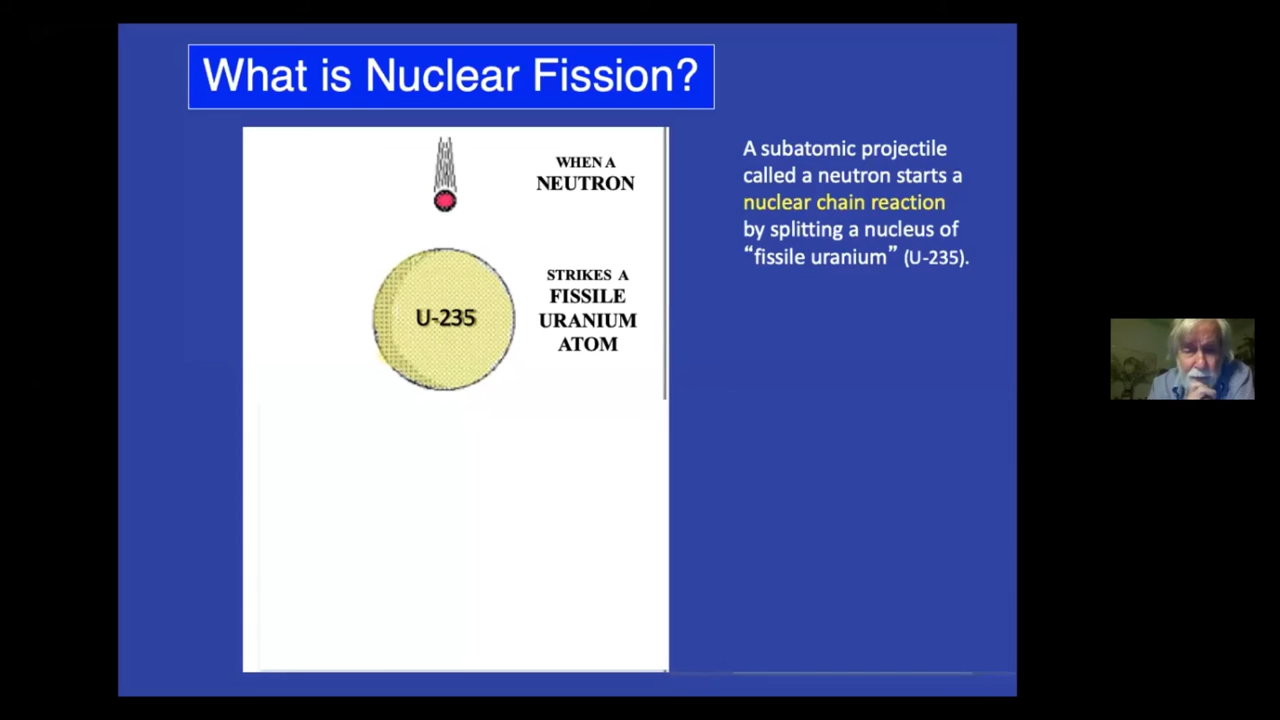 What is Nuclear Fission?
WHEN A
NEUTRON
STRIKES A
FISSILE
URANIUM
ATOM
U-235
A subatomic projectile
called a neutron starts a
nuclear chain reaction
by splitting a nucleus of
“fissile uranium” (U-235).